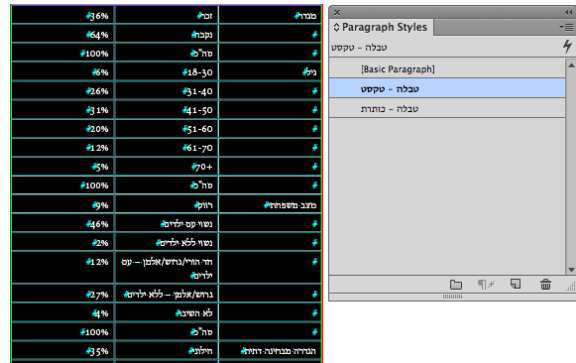 מגדר זכר 36%
נקבה 64%
סה"כ 100%
גיל 18-30 6%
31-40 26%
41-50 31%
51-60 20%
61-70 12%
70+ 5%
סה"כ 100%
מצב משפחתי רווק 9%
נשוי עם ילדים 46%
נשוי ללא ילדים 2%
חד הורי/גרוש/אלמן – עם 12%
ילדים
גרוש/אלמן – ללא ילדים 27%
לא השיבו 4%
סה"כ 100%
הגדרה מבחינה דתית חילוני 35%
Paragraph Styles
טבלה - טקסט
[Basic Paragraph]
טבלה - טקסט
טבלה - כותרת